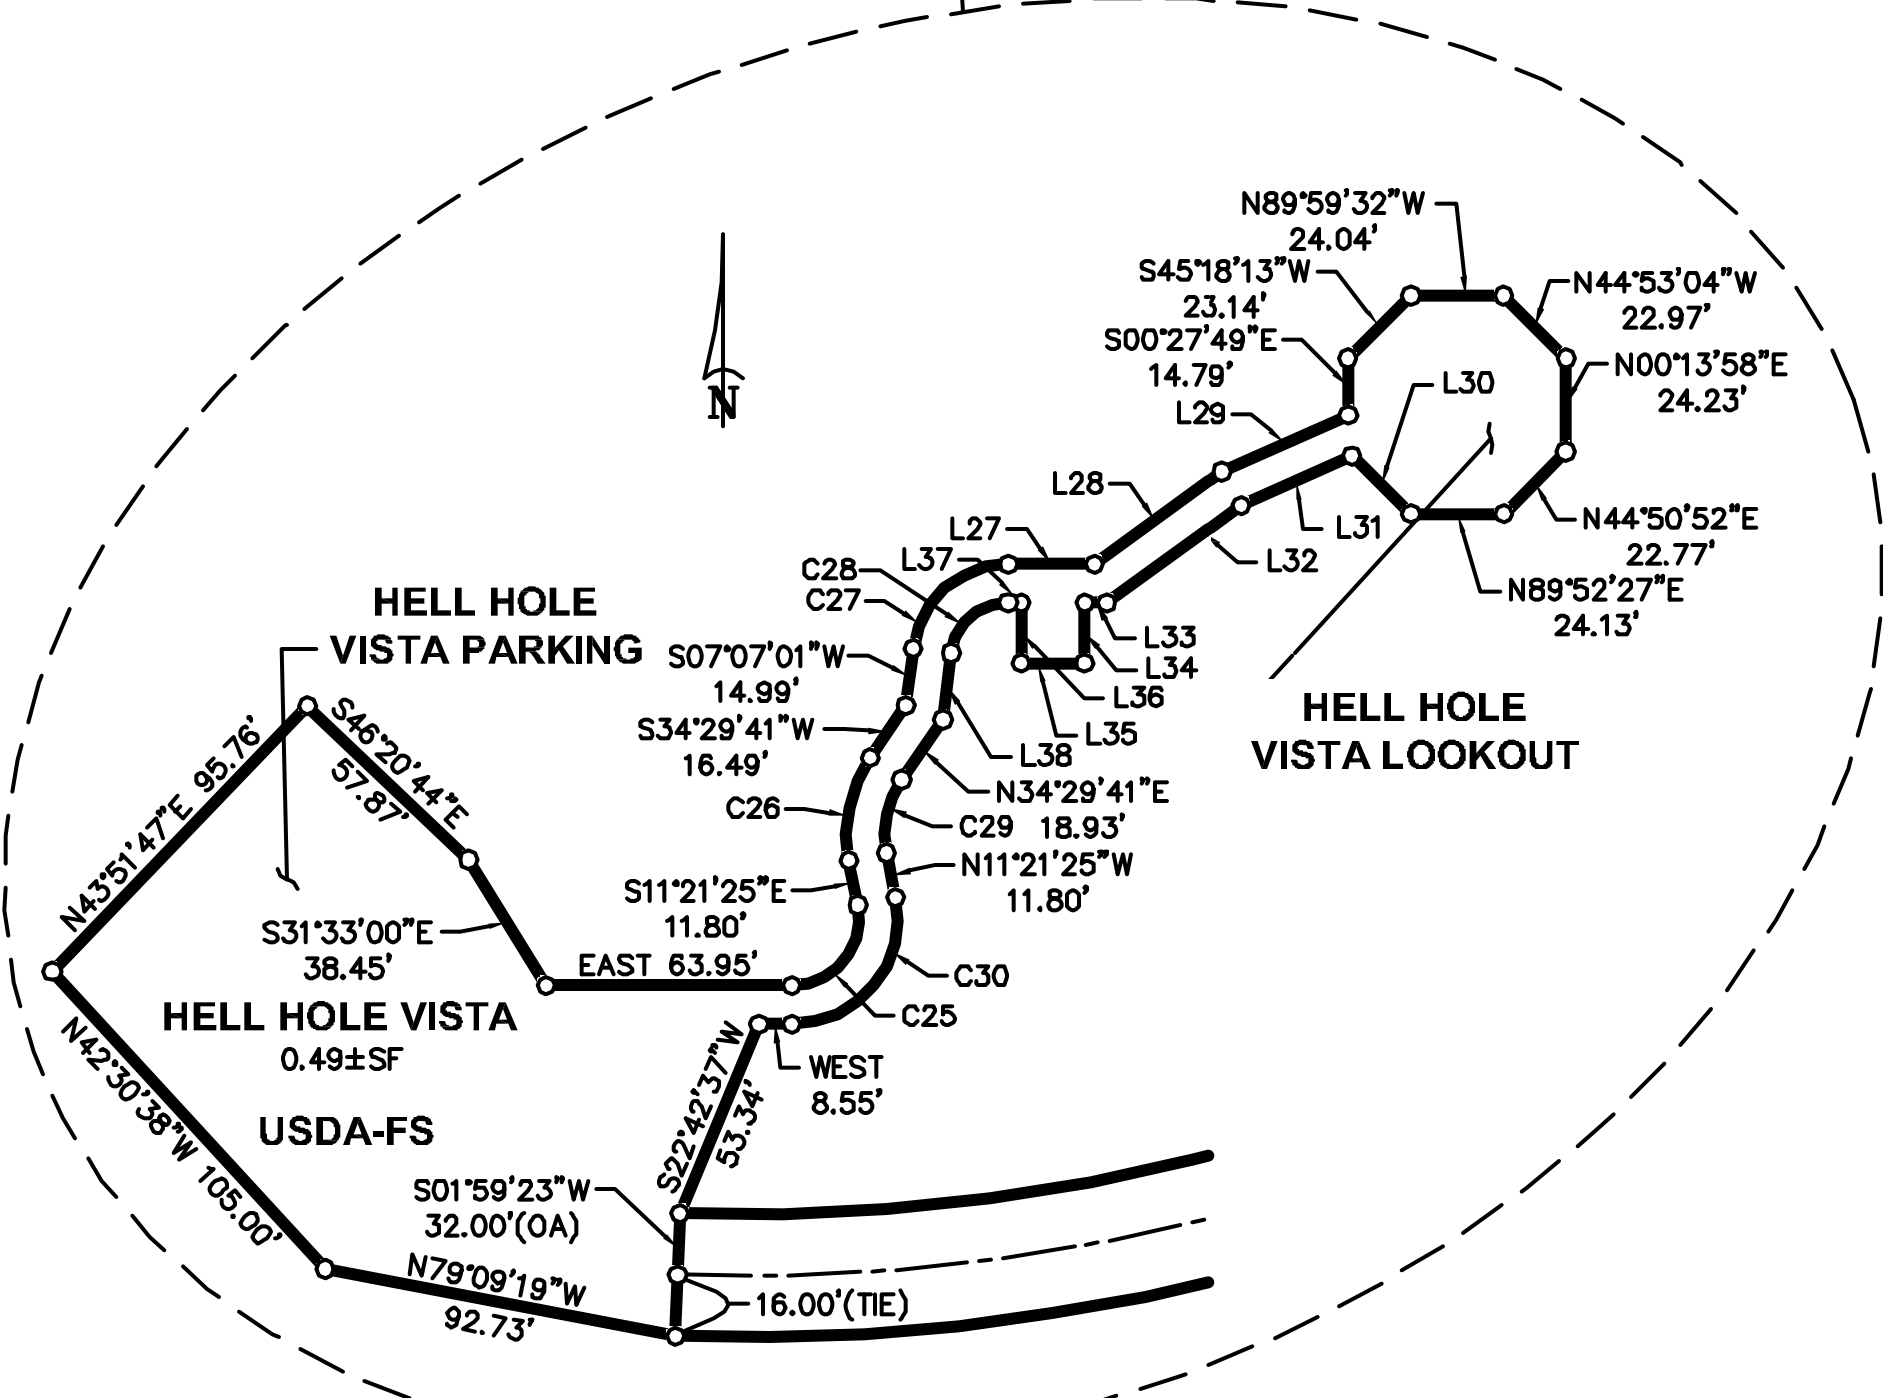 N89°59'32"W
24.04'
S45°18'13"W
23.14'
S00°27'49"E
14.79'
L29
L28
L27
L37
C28
C27
N44°53'04"W
22.97'
N00°13'58"E
24.23'
L30
N44°50'52"E
22.77'
N89°52'27"E
24.13'
L31
L32
L33
L34
L36
L35
L38
N
HELL HOLE
VISTA PARKING
HELL HOLE
VISTA LOOKOUT
S07°07'01"W
14.99'
S34°29'41"W
16.49'
C26
N34°29'41"E
18.93'
C29
N11°21'25"W
11.80'
S11°21'25"E
11.80'
EAST 63.95'
C30
C25
WEST
8.55'
N43°51'47"E 95.76'
S46°20'44"E
57.87'
S31°33'00"E
38.45'
HELL HOLE VISTA
0.49±SF
USDA-FS
N42°30'38"W 105.00'
S22°42'37"W
53.34'
S01°59'23"W
32.00'(OA)
N79°09'19"W
92.73'
16.00'(TIE)